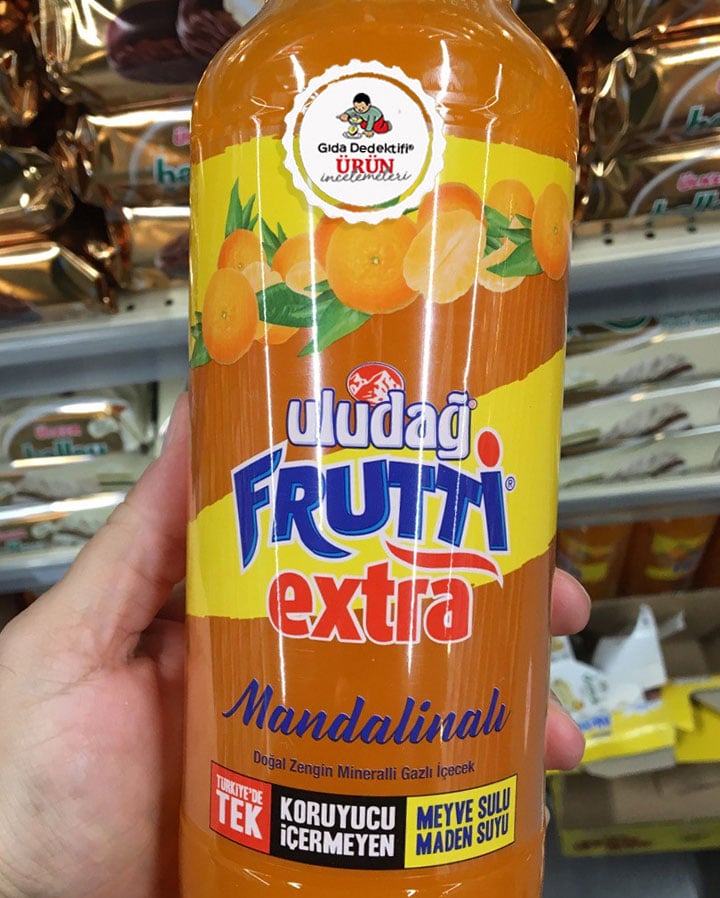 Gıda Dedektifi®
ÜRÜN
incelemeleri
uludağ®
FRUTTİ®
extra
Mandalinalı
Doğal Zengin Mineralli Gazlı İçecek
TÜRKİYE'DE
TEK
KORUYUCU
İÇERMEYEN
MEYVE SULU
MADEN SUYU